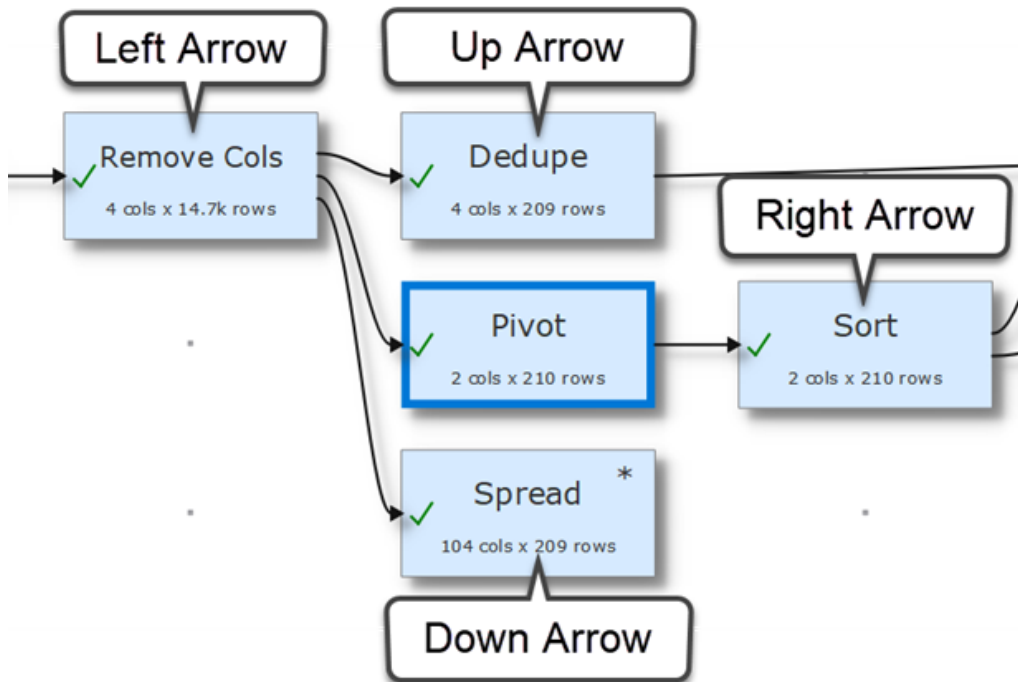 Left Arrow
Up Arrow
Remove Cols
4 cols x 14.7k rows
Dedupe
4 cols x 209 rows
Right Arrow
Pivot
2 cols x 210 rows
Sort
2 cols x 210 rows
Spread *
104 cols x 209 rows
Down Arrow